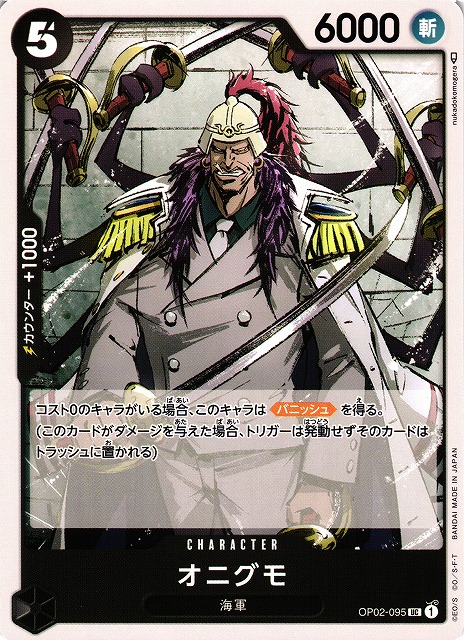 5
6000
斬
nukadokomogera
カウンター +1000
コスト0のキャラがいる場合、このキャラは バニッシュ を得る。
(このカードがダメージを与えた場合、トリガーは発動せずそのカードは
トラッシュに置かれる)
CHARACTER
オニグモ
海軍
OP02-095 UC 1
©EO/S ©O/S・F・T BANDAI MADE IN JAPAN